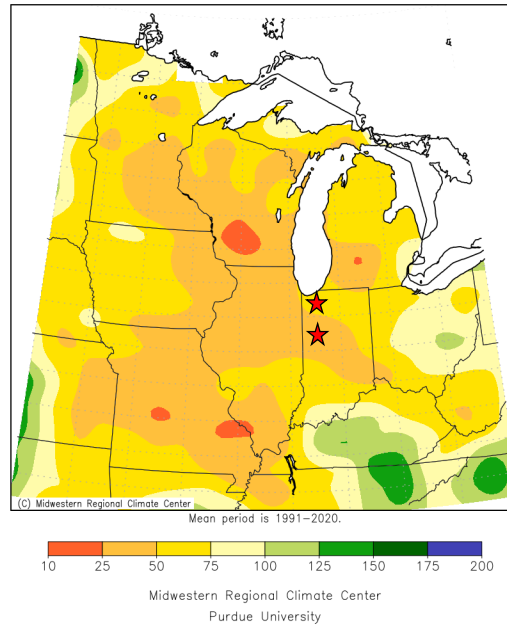 (C) Midwestern Regional Climate Center
Mean period is 1991-2020.
10 25 50 75 100 125 150 175 200
Midwestern Regional Climate Center
Purdue University